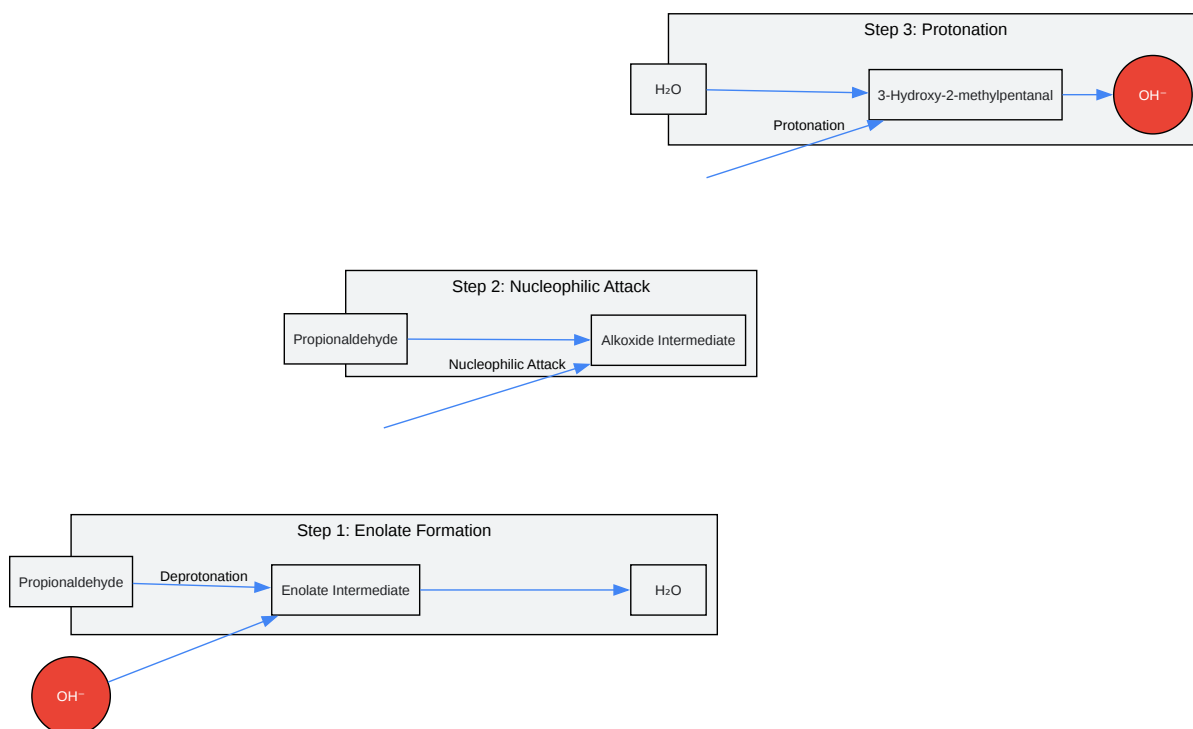 Step 3: Protonation
H₂O
3-Hydroxy-2-methylpentanal
OH⁻
Protonation
Step 2: Nucleophilic Attack
Propionaldehyde
Alkoxide Intermediate
Nucleophilic Attack
Step 1: Enolate Formation
Propionaldehyde
Deprotonation
Enolate Intermediate
H₂O
OH⁻